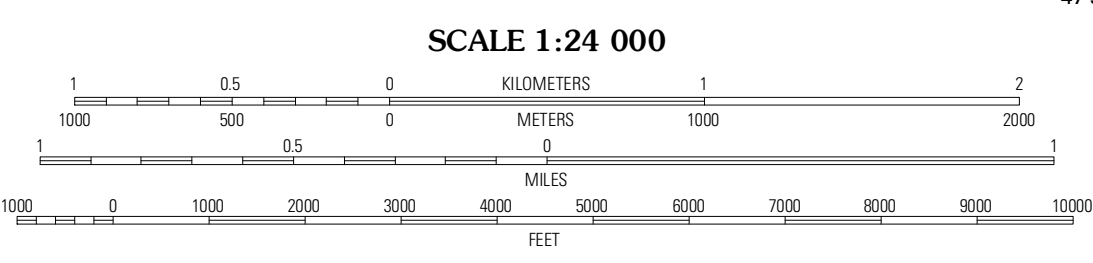 SCALE 1:24 000
1 0.5 0 KILOMETERS 1 2
1000 500 0 METERS 1000 2000
1 0.5 0 1
MILES
1000 0 1000 2000 3000 4000 5000 6000 7000 8000 9000 10000
FEET